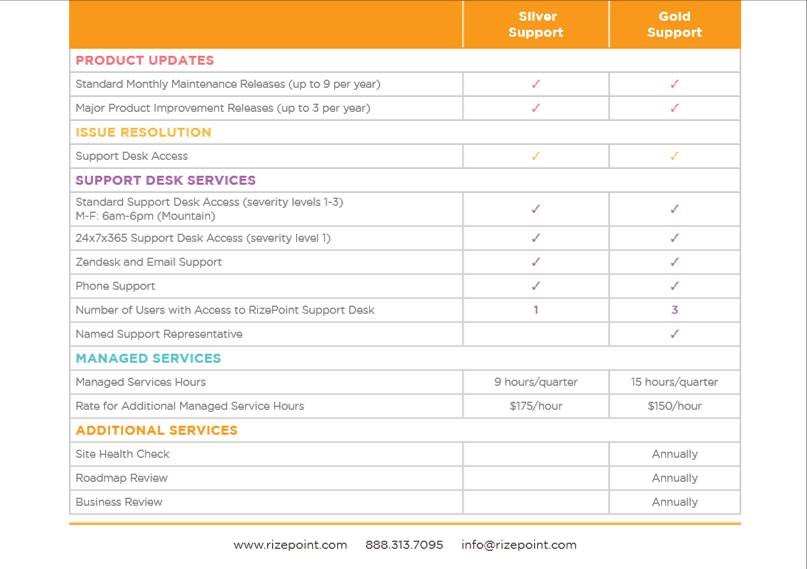 Silver Support Gold Support
PRODUCT UPDATES
Standard Monthly Maintenance Releases (up to 9 per year) ✓ ✓
Major Product Improvement Releases (up to 3 per year) ✓ ✓
ISSUE RESOLUTION
Support Desk Access ✓ ✓
SUPPORT DESK SERVICES
Standard Support Desk Access (severity levels 1-3)
M-F: 6am-6pm (Mountain) ✓ ✓
24x7x365 Support Desk Access (severity level 1) ✓ ✓
Zendesk and Email Support ✓ ✓
Phone Support ✓ ✓
Number of Users with Access to RizePoint Support Desk 1 3
Named Support Representative ✓
MANAGED SERVICES
Managed Services Hours 9 hours/quarter 15 hours/quarter
Rate for Additional Managed Service Hours $175/hour $150/hour
ADDITIONAL SERVICES
Site Health Check Annually
Roadmap Review Annually
Business Review Annually
www.rizepoint.com 888.313.7095 info@rizepoint.com